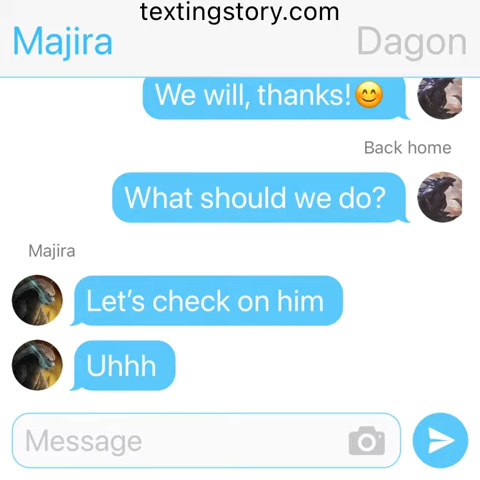 textingstory.com
Majira
Dagon
We will, thanks!😊
Back home
What should we do?
Majira
Let’s check on him
Uhhh
Message